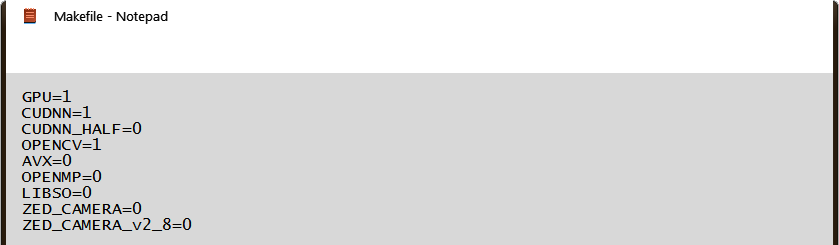 Makefile - Notepad
GPU=1
CUDNN=1
CUDNN_HALF=0
OPENCV=1
AVX=0
OPENMP=0
LIBSO=0
ZED_CAMERA=0
ZED_CAMERA_v2_8=0